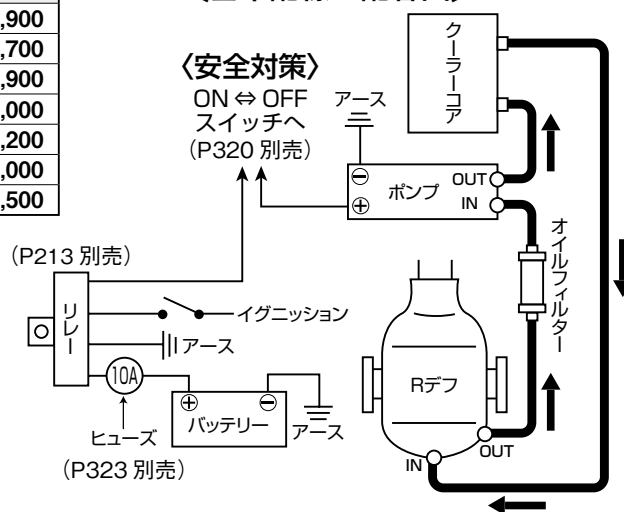 ,900
,700
,900
,000
,200
,000
,500
〈安全対策〉
ON⇔OFF
スイッチへ
(P320 別売)
アース
クーラーコア
⊖
⊕
ポンプ
OUT
IN
オイルフィルター
(P213 別売)
リレー
イグニッション
アース
10A
⊕
⊖
バッテリー
アース
ヒューズ
(P323 別売)
Rデフ
OUT
IN